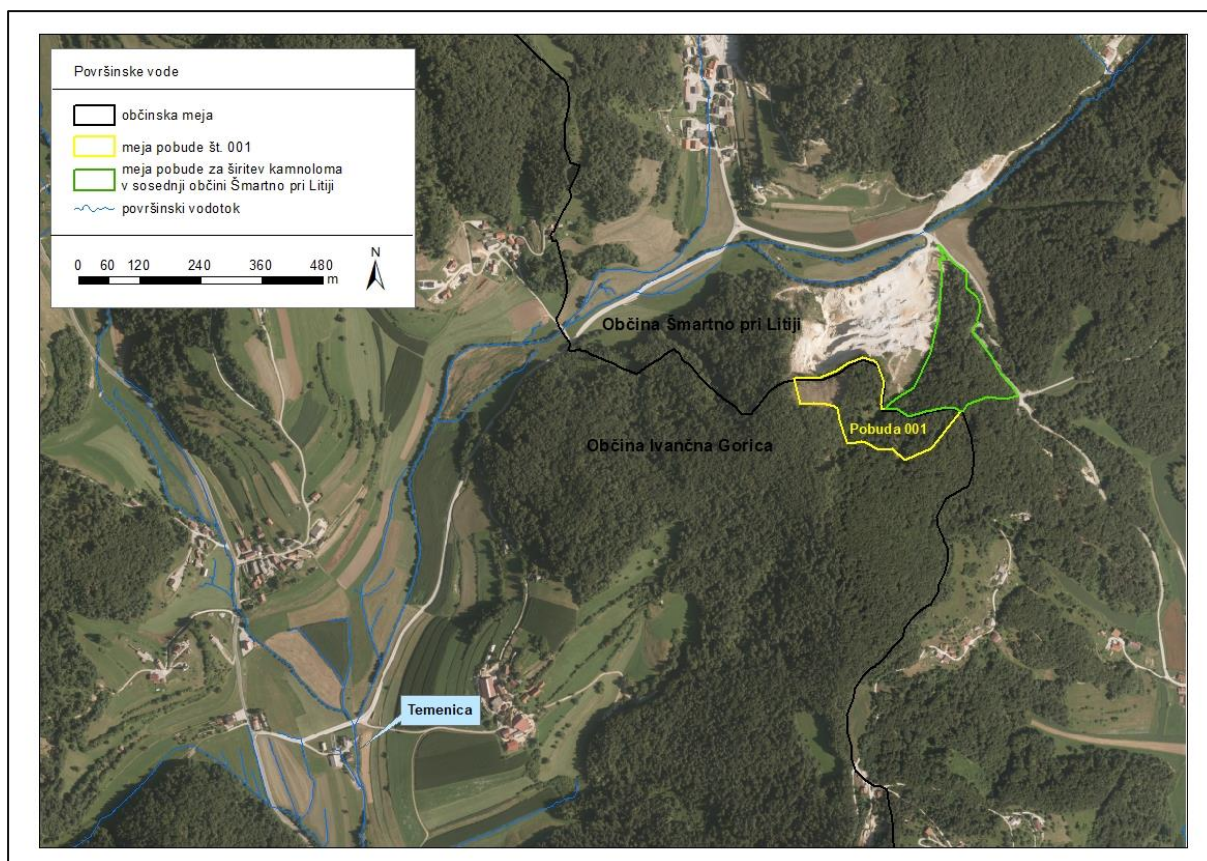 Površinske vode
občinska meja
meja pobude št. 001
meja pobude za širitev kamnoloma
v sosednji občini Šmartno pri Litiji
površinski vodotok
0 60 120 240 360 480
m
N
Občina Šmartno pri Litiji
Občina Ivančna Gorica
Pobuda 001
Temenica